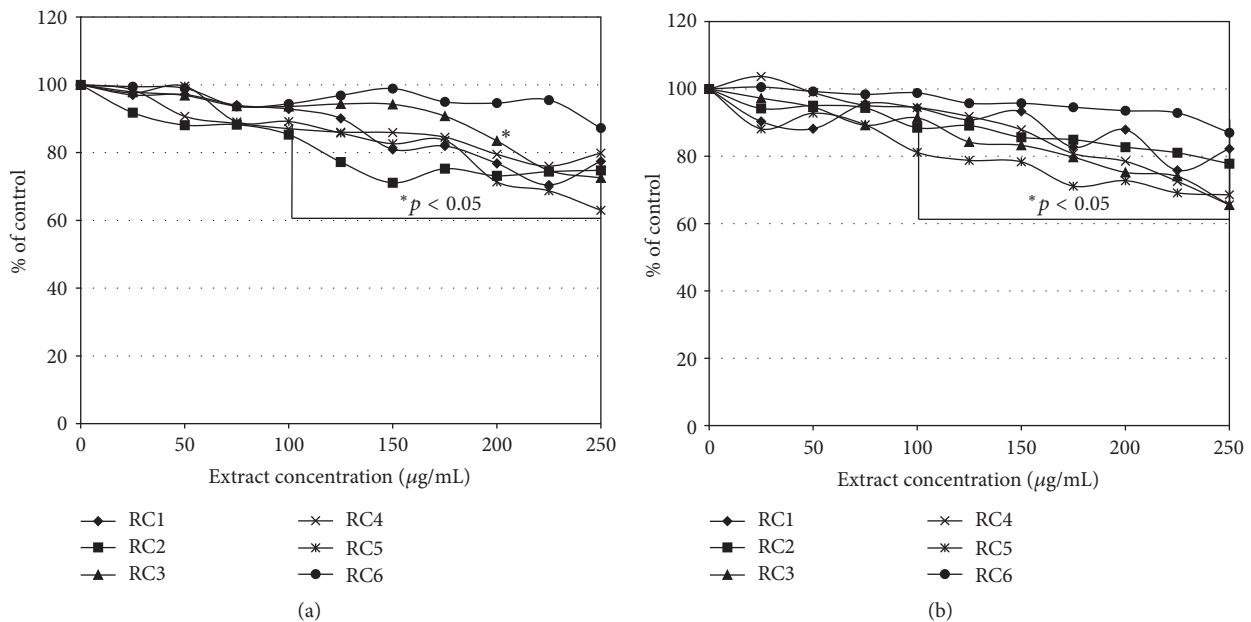 120
100
80
60
40
20
0
% of control
*
*p < 0.05
0 50 100 150 200 250
Extract concentration (μg/mL)
RC1 RC4
RC2 RC5
RC3 RC6
(a)
120
100
80
60
40
20
0
% of control
*p < 0.05
0 50 100 150 200 250
Extract concentration (μg/mL)
RC1 RC4
RC2 RC5
RC3 RC6
(b)